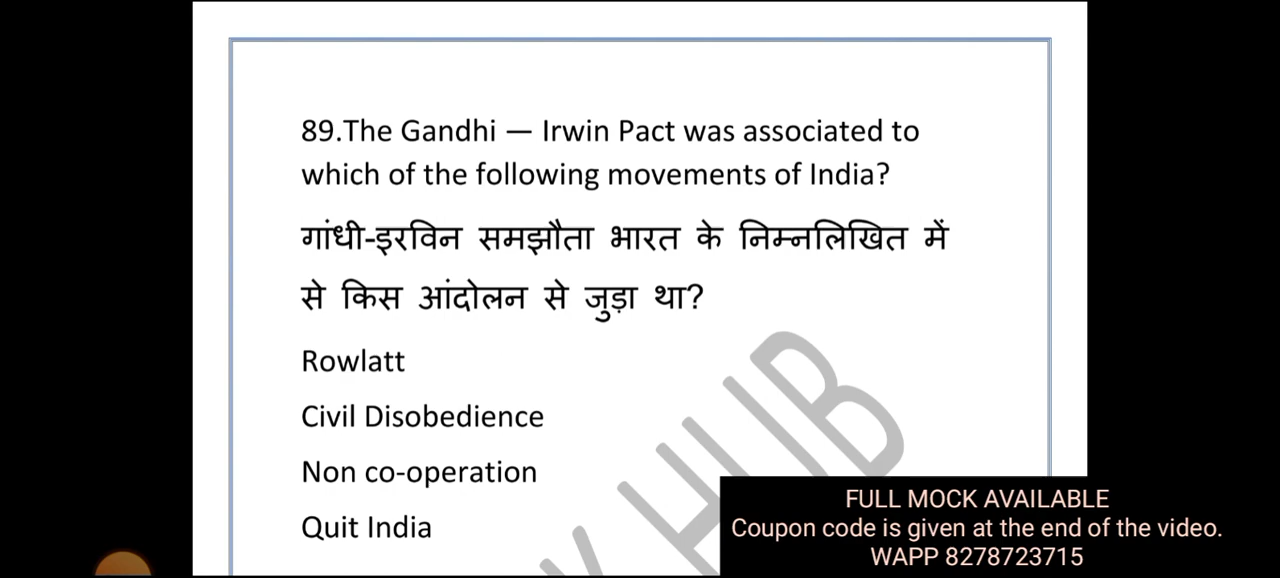 89.The Gandhi — Irwin Pact was associated to
which of the following movements of India?
गांधी-इरविन समझौता भारत के निम्नलिखित में
से किस आंदोलन से जुड़ा था?
Rowlatt
Civil Disobedience
Non co-operation
Quit India
K HUB
FULL MOCK AVAILABLE
Coupon code is given at the end of the video.
WAPP 8278723715